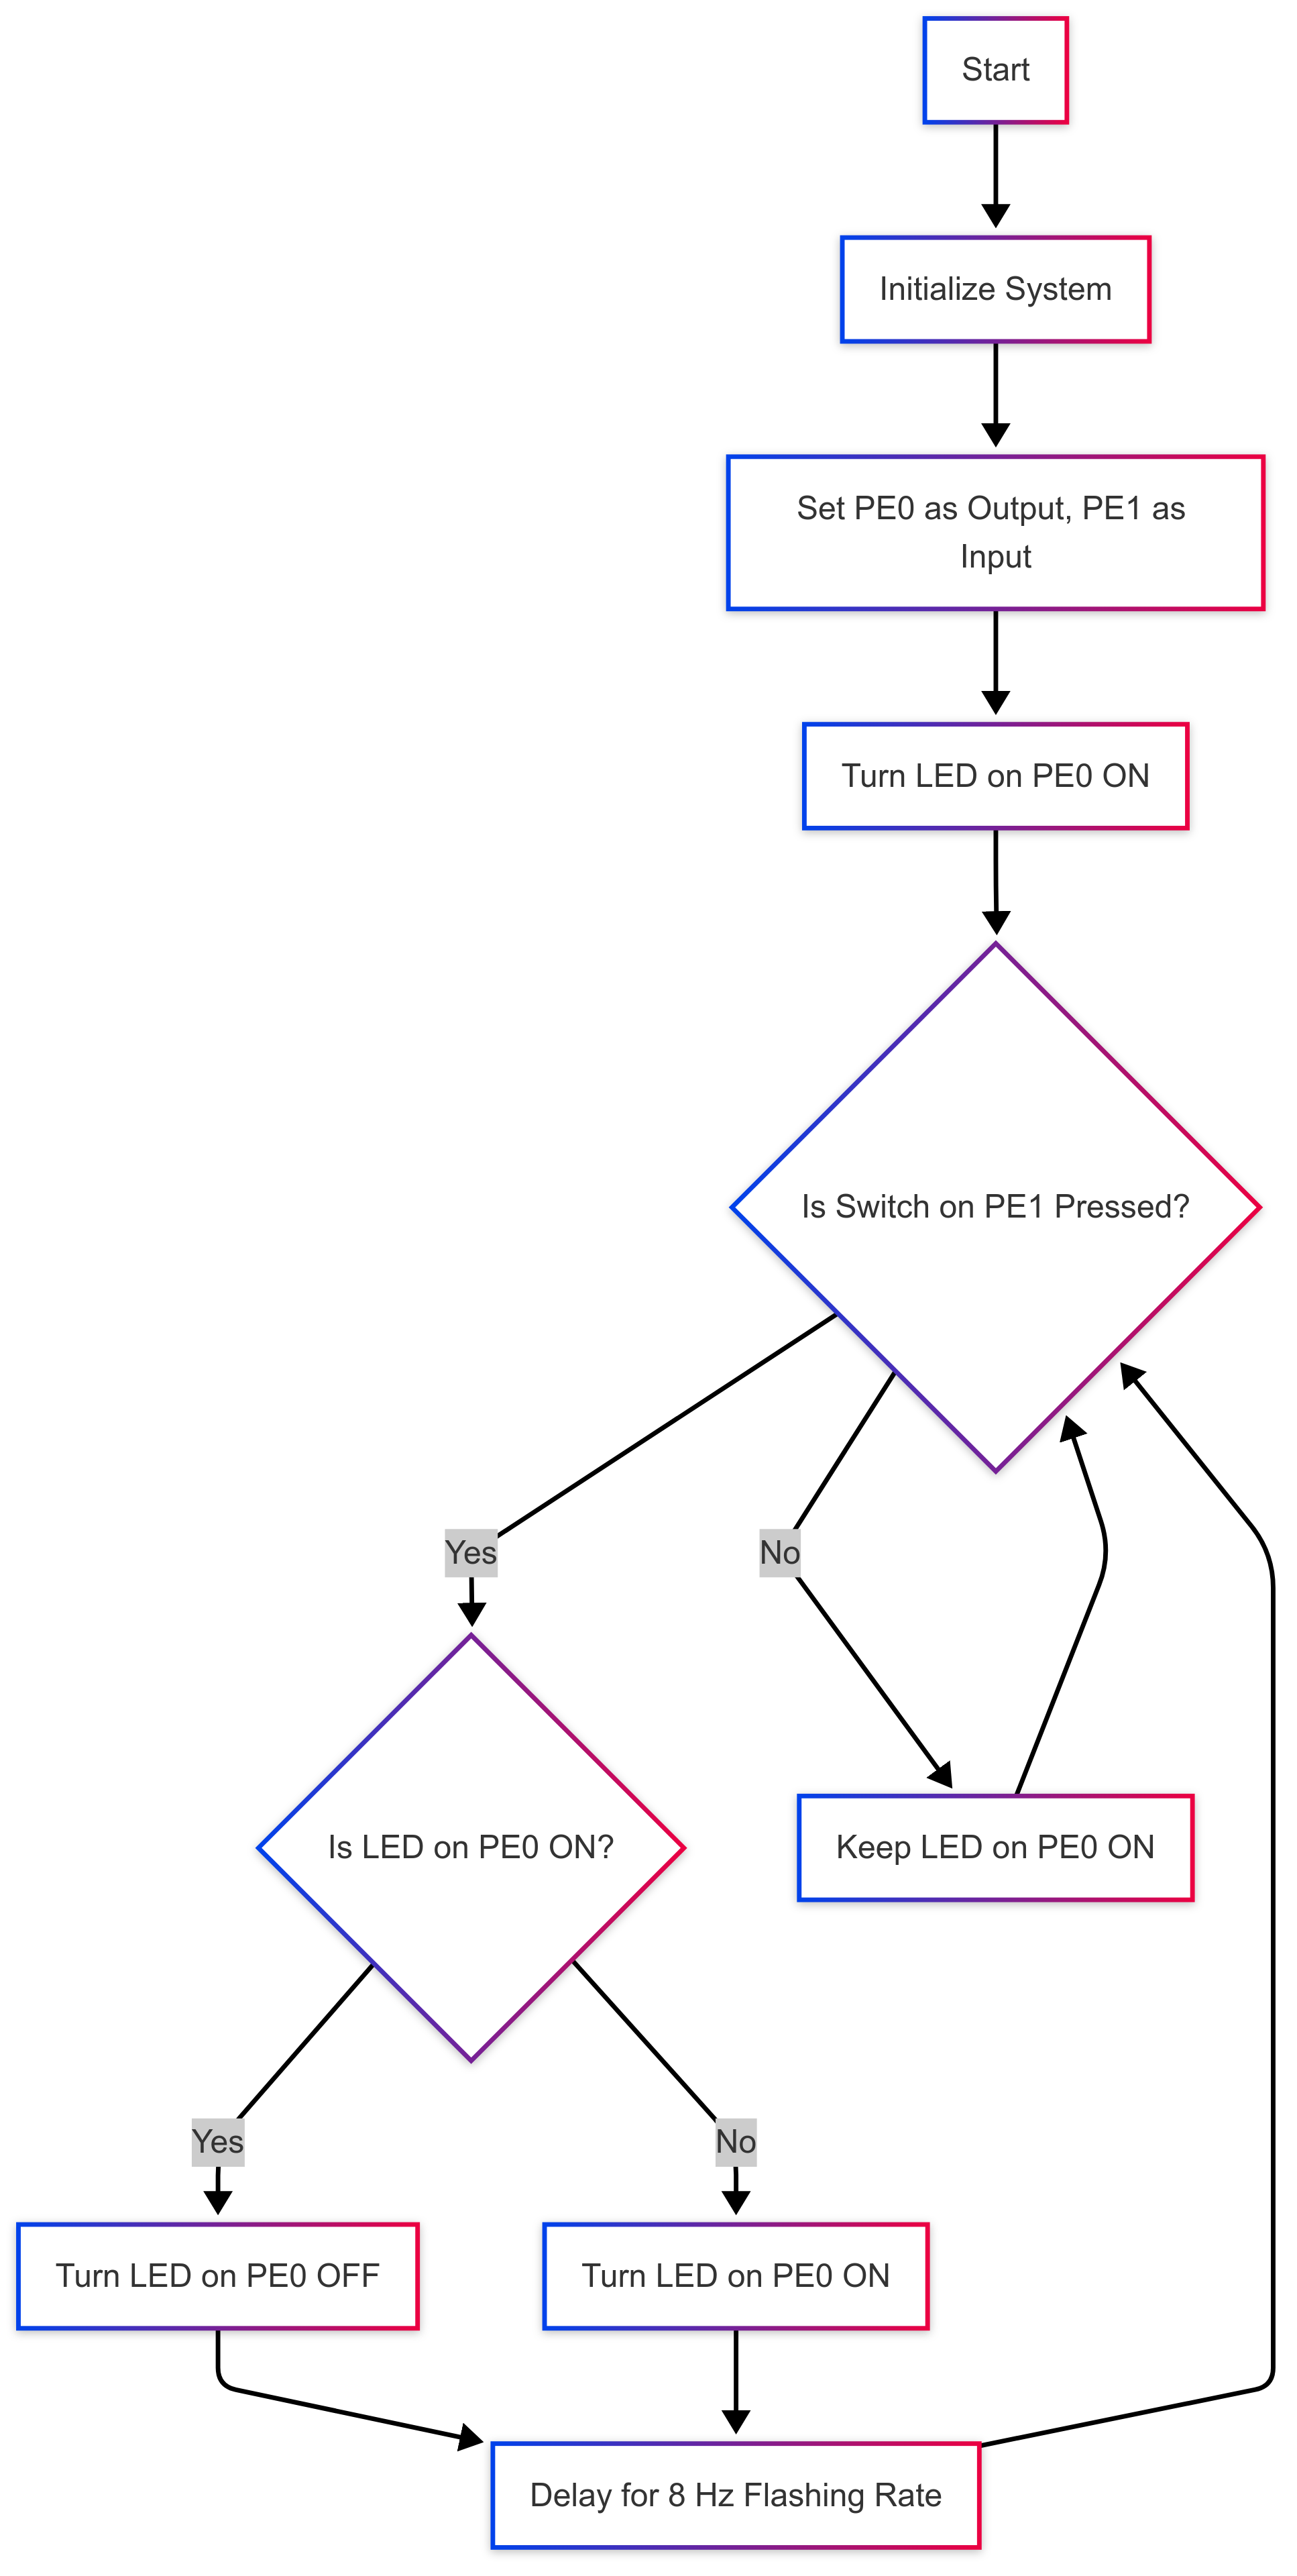 Start
Initialize System
Set PE0 as Output, PE1 as
Input
Turn LED on PE0 ON
Is Switch on PE1 Pressed?
Yes
No
Is LED on PE0 ON?
Keep LED on PE0 ON
Yes
No
Turn LED on PE0 OFF
Turn LED on PE0 ON
Delay for 8 Hz Flashing Rate